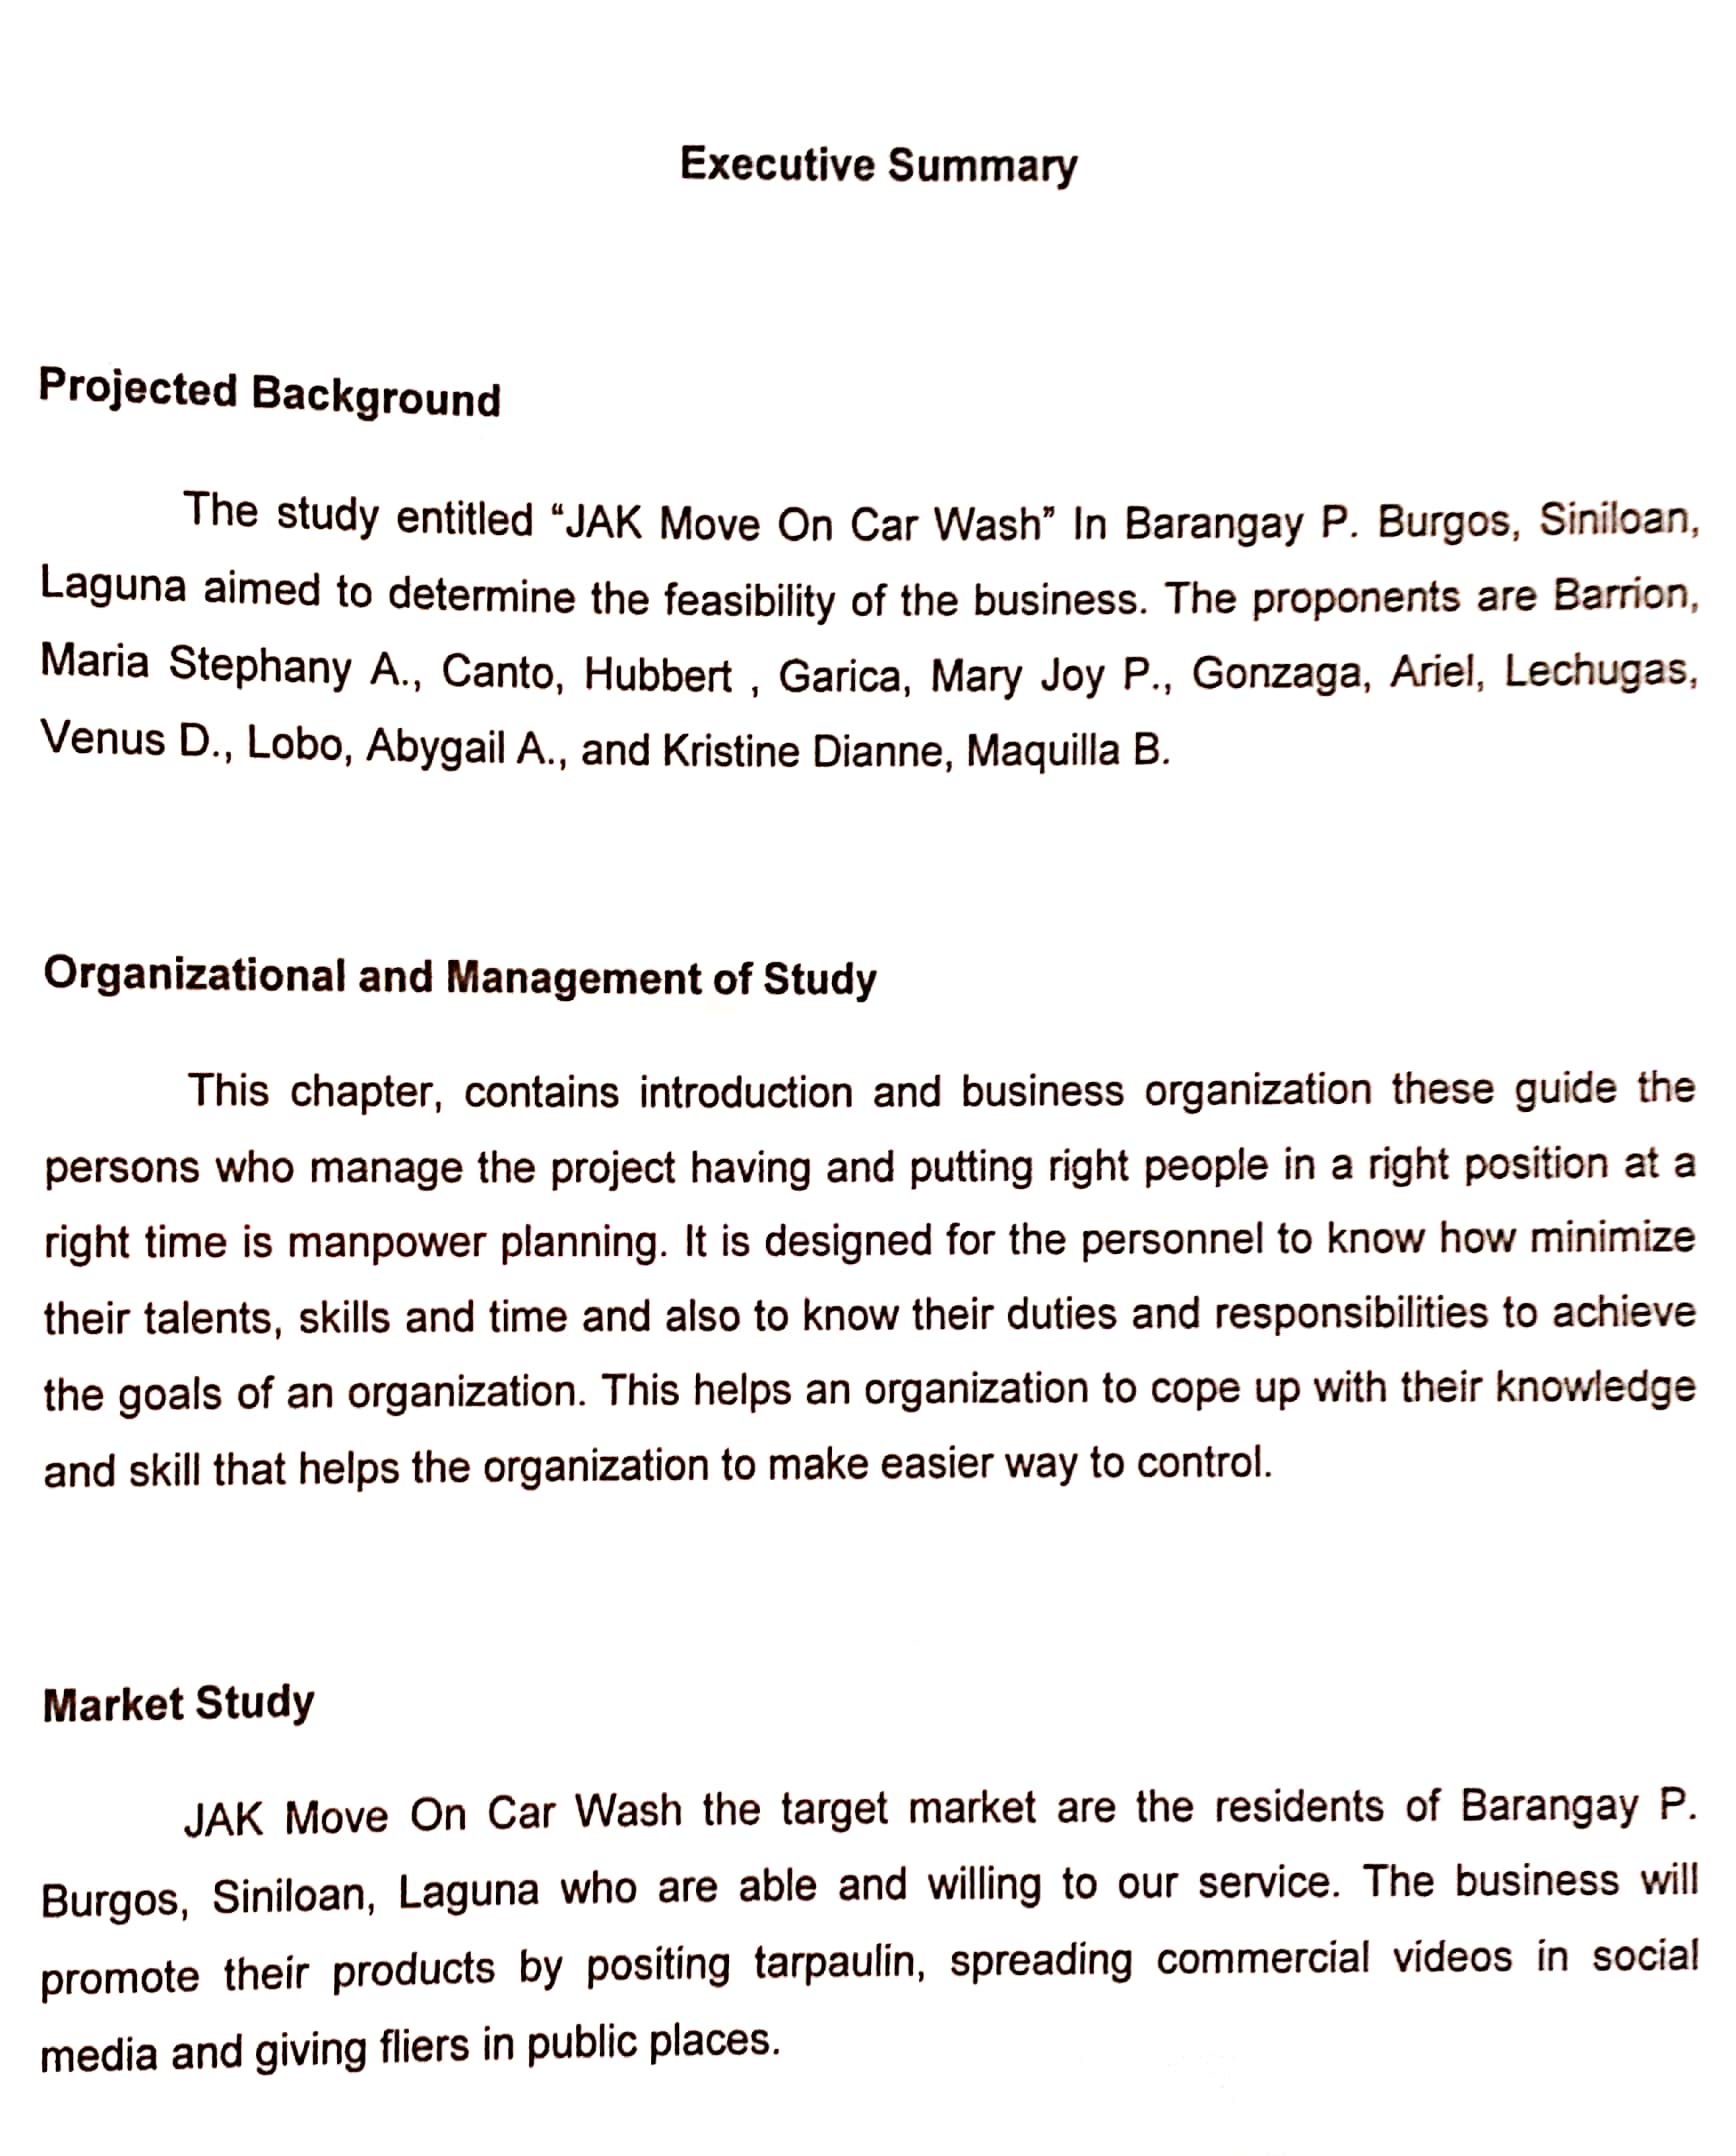 Executive Summary
Projected Background
The study entitled “JAK Move On Car Wash” In Barangay P. Burgos, Siniloan,
Laguna aimed to determine the feasibility of the business. The proponents are Barrion,
Maria Stephany A., Canto, Hubbert , Garica, Mary Joy P., Gonzaga, Ariel, Lechugas,
Venus D., Lobo, Abygail A., and Kristine Dianne, Maquilla B.
Organizational and Management of Study
This chapter, contains introduction and business organization these guide the
persons who manage the project having and putting right people in a right position at a
right time is manpower planning. It is designed for the personnel to know how minimize
their talents, skills and time and also to know their duties and responsibilities to achieve
the goals of an organization. This helps an organization to cope up with their knowledge
and skill that helps the organization to make easier way to control.
Market Study
JAK Move On Car Wash the target market are the residents of Barangay P.
Burgos, Siniloan, Laguna who are able and willing to our service. The business will
promote their products by positing tarpaulin, spreading commercial videos in social
media and giving fliers in public places.